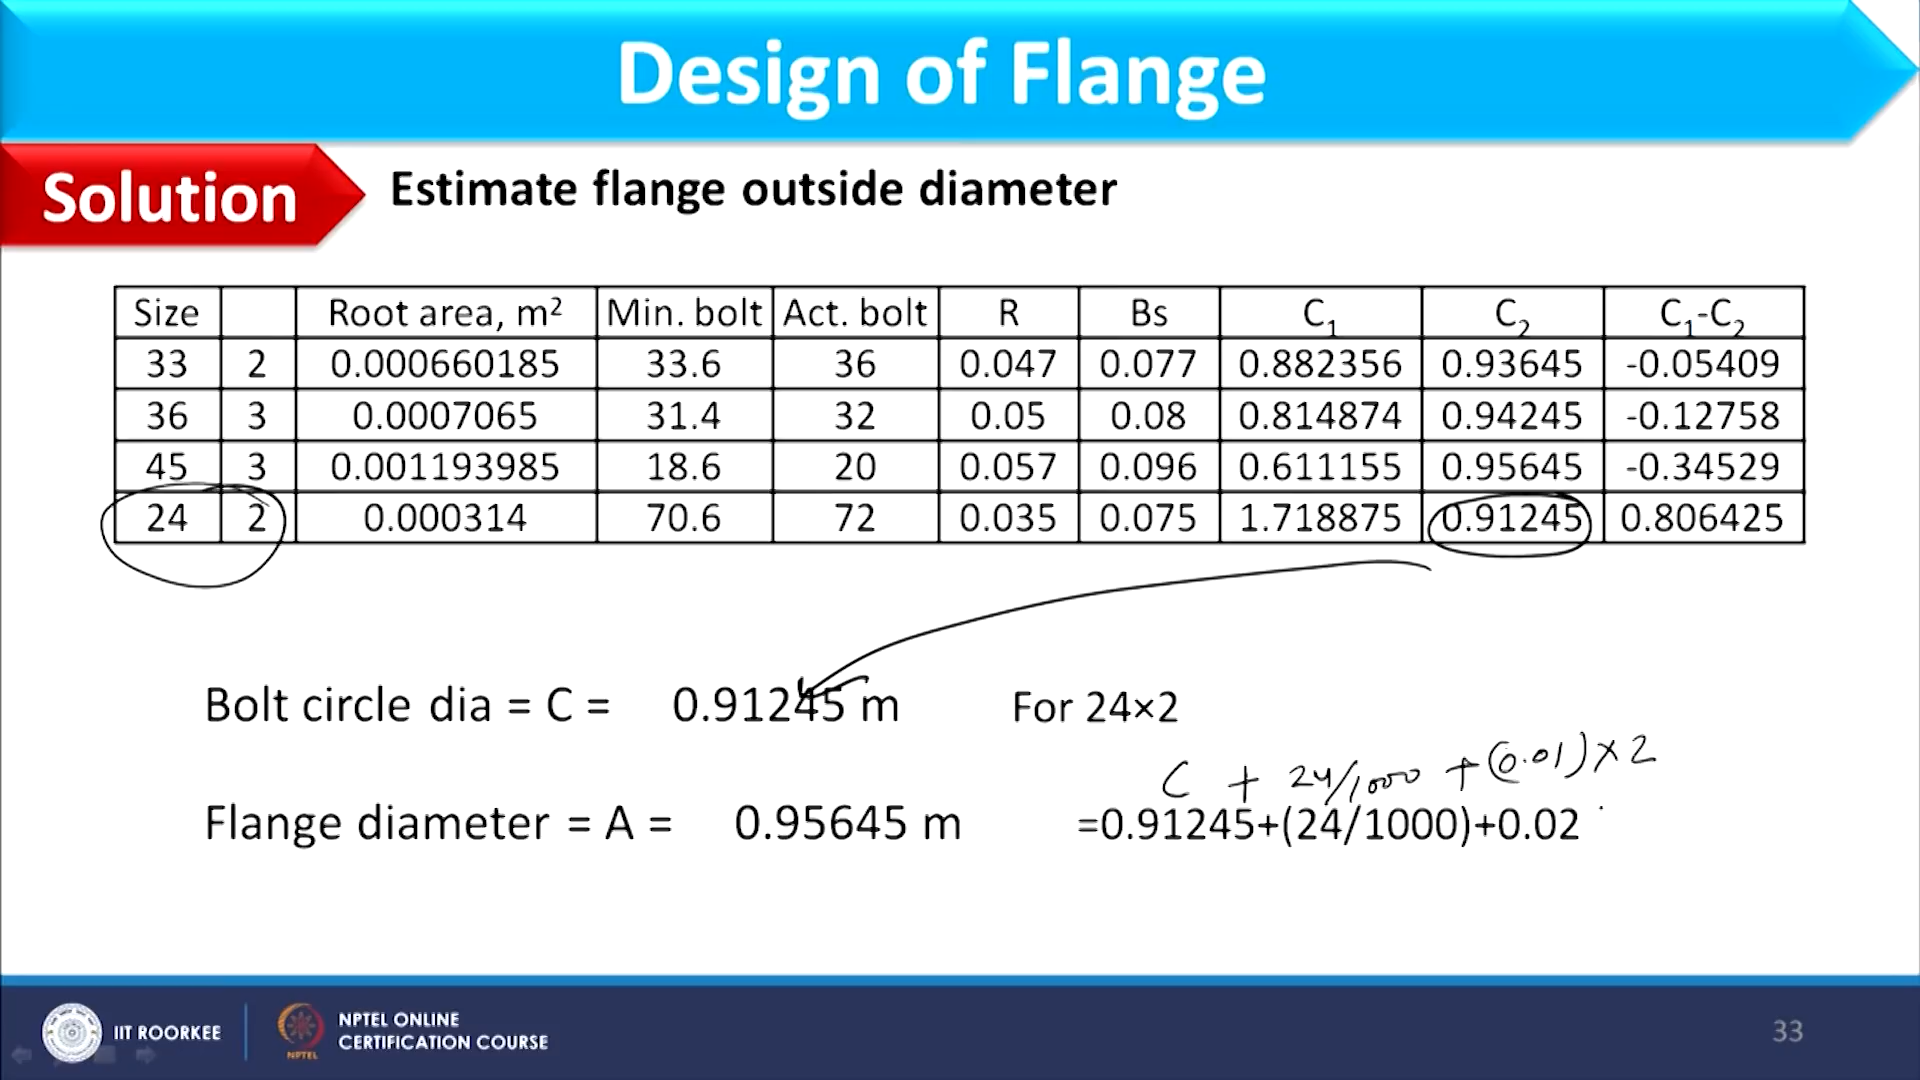 Design of Flange
Solution
Estimate flange outside diameter
Size Root area, m² Min. bolt Act. bolt R Bs C₁ C₂ C₁-C₂
33 2 0.000660185 33.6 36 0.047 0.077 0.882356 0.93645 -0.05409
36 3 0.0007065 31.4 32 0.05 0.08 0.814874 0.94245 -0.12758
45 3 0.001193985 18.6 20 0.057 0.096 0.611155 0.95645 -0.34529
24 2 0.000314 70.6 72 0.035 0.075 1.718875 0.91245 0.806425
Bolt circle dia = C = 0.91245 m For 24×2
C + 24/1000 + (0.01) × 2
Flange diameter = A = 0.95645 m =0.91245+(24/1000)+0.02
IIT ROORKEE
NPTEL
NPTEL ONLINE
CERTIFICATION COURSE
33